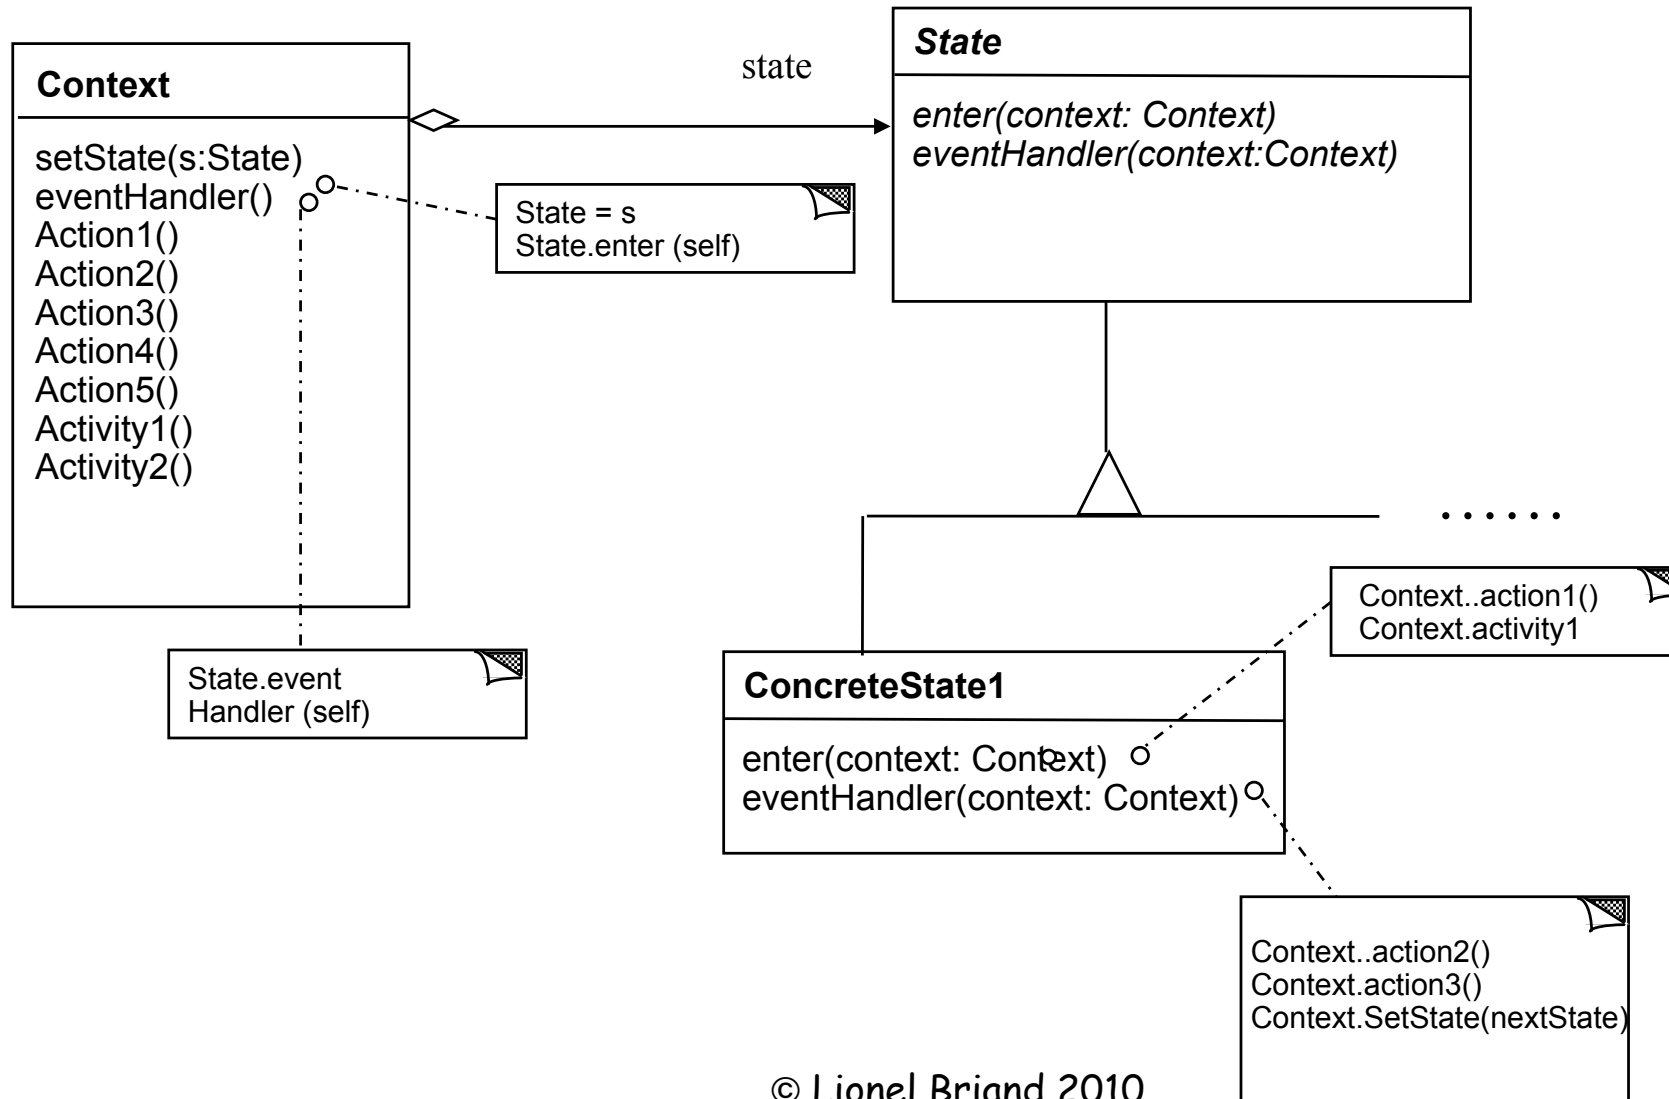 Context
setState(s:State)
eventHandler()
Action1()
Action2()
Action3()
Action4()
Action5()
Activity1()
Activity2()
state
State
enter(context: Context)
eventHandler(context:Context)
State = s
State.enter (self)
State.event
Handler (self)
......
Context..action1()
Context.activity1
ConcreteState1
enter(context: Context)
eventHandler(context: Context)
Context..action2()
Context.action3()
Context.SetState(nextState)
© Lionel Briand 2010